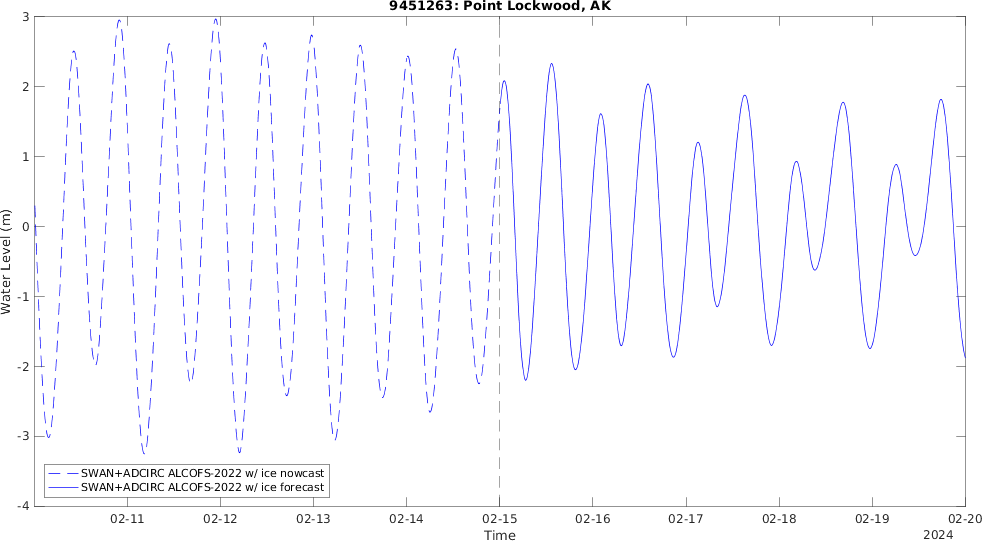 9451263: Point Lockwood, AK
3
2
1
0
-1
-2
-3
-4
Water Level (m)
SWAN+ADCIRC ALCOFS-2022 w/ ice nowcast
SWAN+ADCIRC ALCOFS-2022 w/ ice forecast
02-11 02-12 02-13 02-14 02-15 02-16 02-17 02-18 02-19 02-20
Time
2024